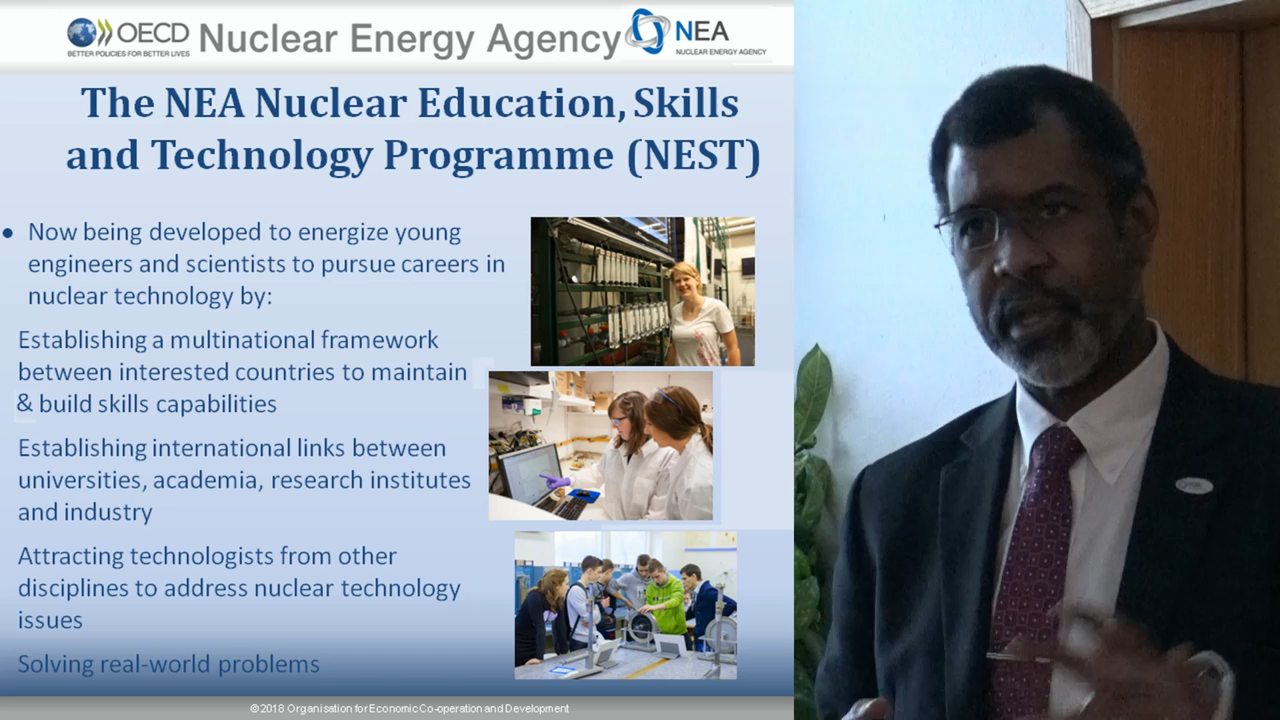 OECD
BETTER POLICIES FOR BETTER LIVES
Nuclear Energy Agency
NEA
NUCLEAR ENERGY AGENCY
The NEA Nuclear Education, Skills
and Technology Programme (NEST)
• Now being developed to energize young
engineers and scientists to pursue careers in
nuclear technology by:
Establishing a multinational framework
between interested countries to maintain
& build skills capabilities
Establishing international links between
universities, academia, research institutes
and industry
Attracting technologists from other
disciplines to address nuclear technology
issues
Solving real-world problems
© 2018 Organisation for Economic Co-operation and Development